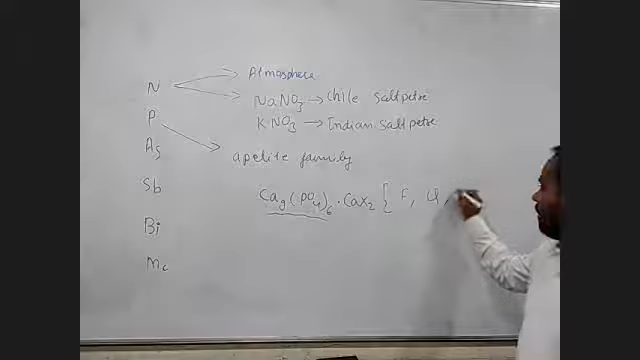 N → Atmosphere
NaNO3 → Chile saltpetre
KNO3 → Indian saltpetre
P → apetite family
As
Sb
Ca9(PO4)6 . CaX2 [ F, Cl,
Bi
Mc